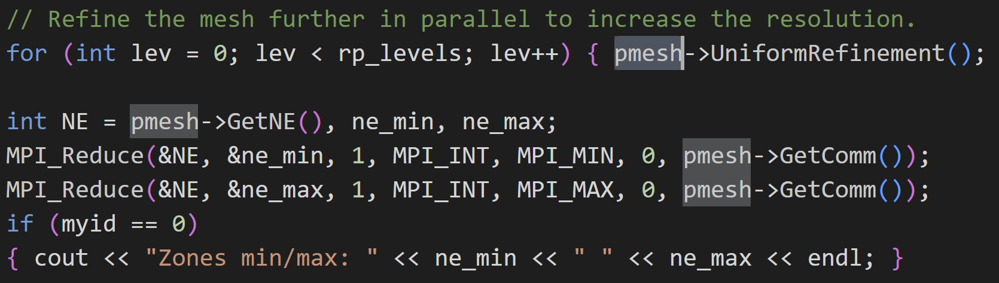 // Refine the mesh further in parallel to increase the resolution.
for (int lev = 0; lev < rp_levels; lev++) { pmesh->UniformRefinement();
int NE = pmesh->GetNE(), ne_min, ne_max;
MPI_Reduce(&NE, &ne_min, 1, MPI_INT, MPI_MIN, 0, pmesh->GetComm());
MPI_Reduce(&NE, &ne_max, 1, MPI_INT, MPI_MAX, 0, pmesh->GetComm());
if (myid == 0)
{ cout << "Zones min/max: " << ne_min << " " << ne_max << endl; }